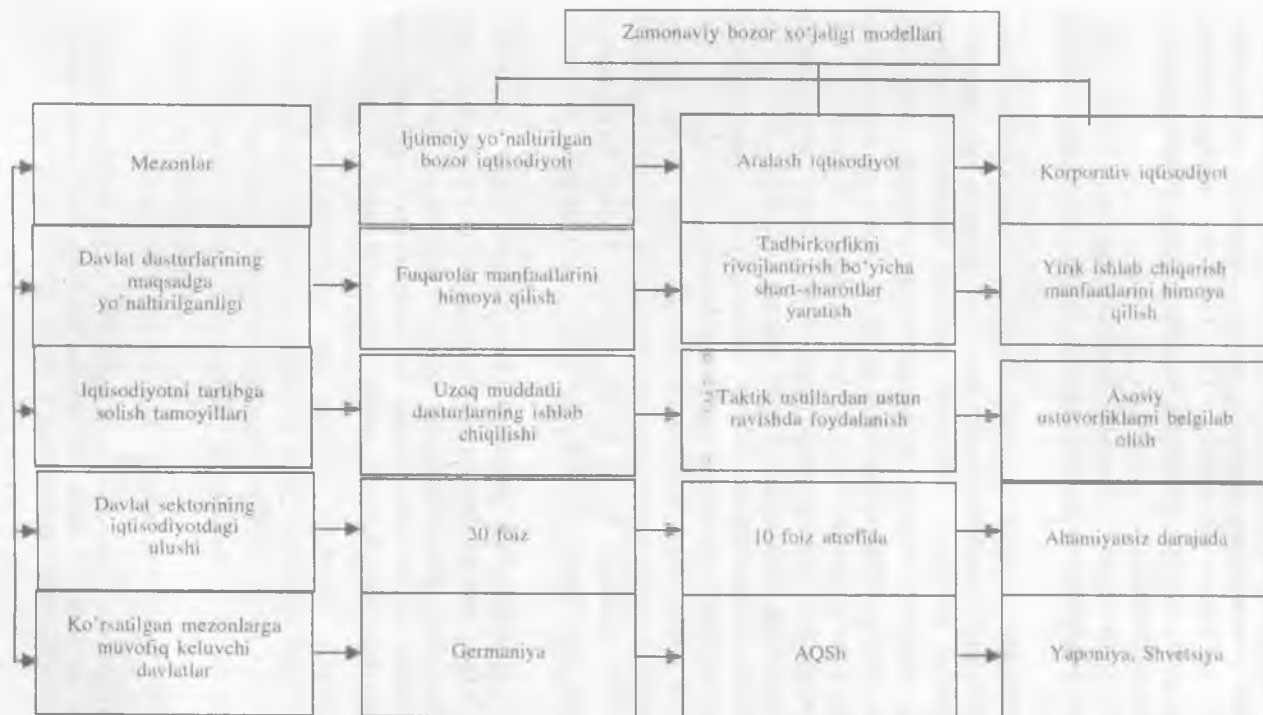 Zamonaviy bozor xo‘jaligi modellari
Mezonlar
Ijtimoiy yo‘naltirilgan
bozor iqtisodiyoti
Aralash iqtisodiyot
Korporativ iqtisodiyot
Davlat dasturlarining
maqsadga
yo‘naltirilganligi
Fuqarolar manfaatlarini
himoya qilish
Tadbirkorlikni
rivojlantirish bo‘yicha
shart-sharoitlar
yaratish
Yirik ishlab chiqarish
manfaatlarini himoya
qilish
Iqtisodiyotni tartibga
solish tamoyillari
Uzoq muddatli
dasturlarning ishlab
chiqilishi
Taktik usullardan ustun
ravishda foydalanish
Asosiy
ustuvorliklarni belgilab
olish
Davlat sektorining
iqtisodiyotdagi
ulushi
30 foiz
10 foiz atrofida
Ahamiyatsiz darajada
Ko‘rsatilgan mezonlarga
muvofiq keluvchi
davlatlar
Germaniya
AQSh
Yaponiya, Shvetsiya